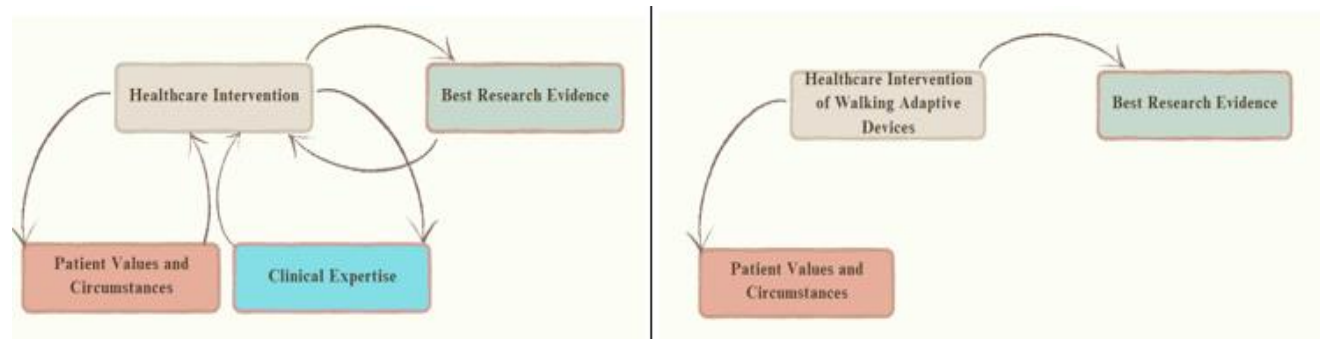 Healthcare Intervention
Best Research Evidence
Patient Values and
Circumstances
Clinical Expertise
Healthcare Intervention
of Walking Adaptive
Devices
Best Research Evidence
Patient Values and
Circumstances